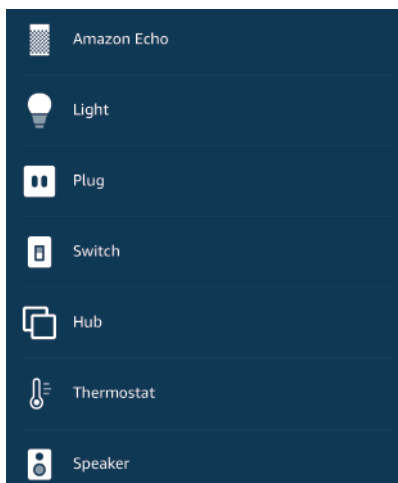 Amazon Echo
Light
Plug
Switch
Hub
Thermostat
Speaker